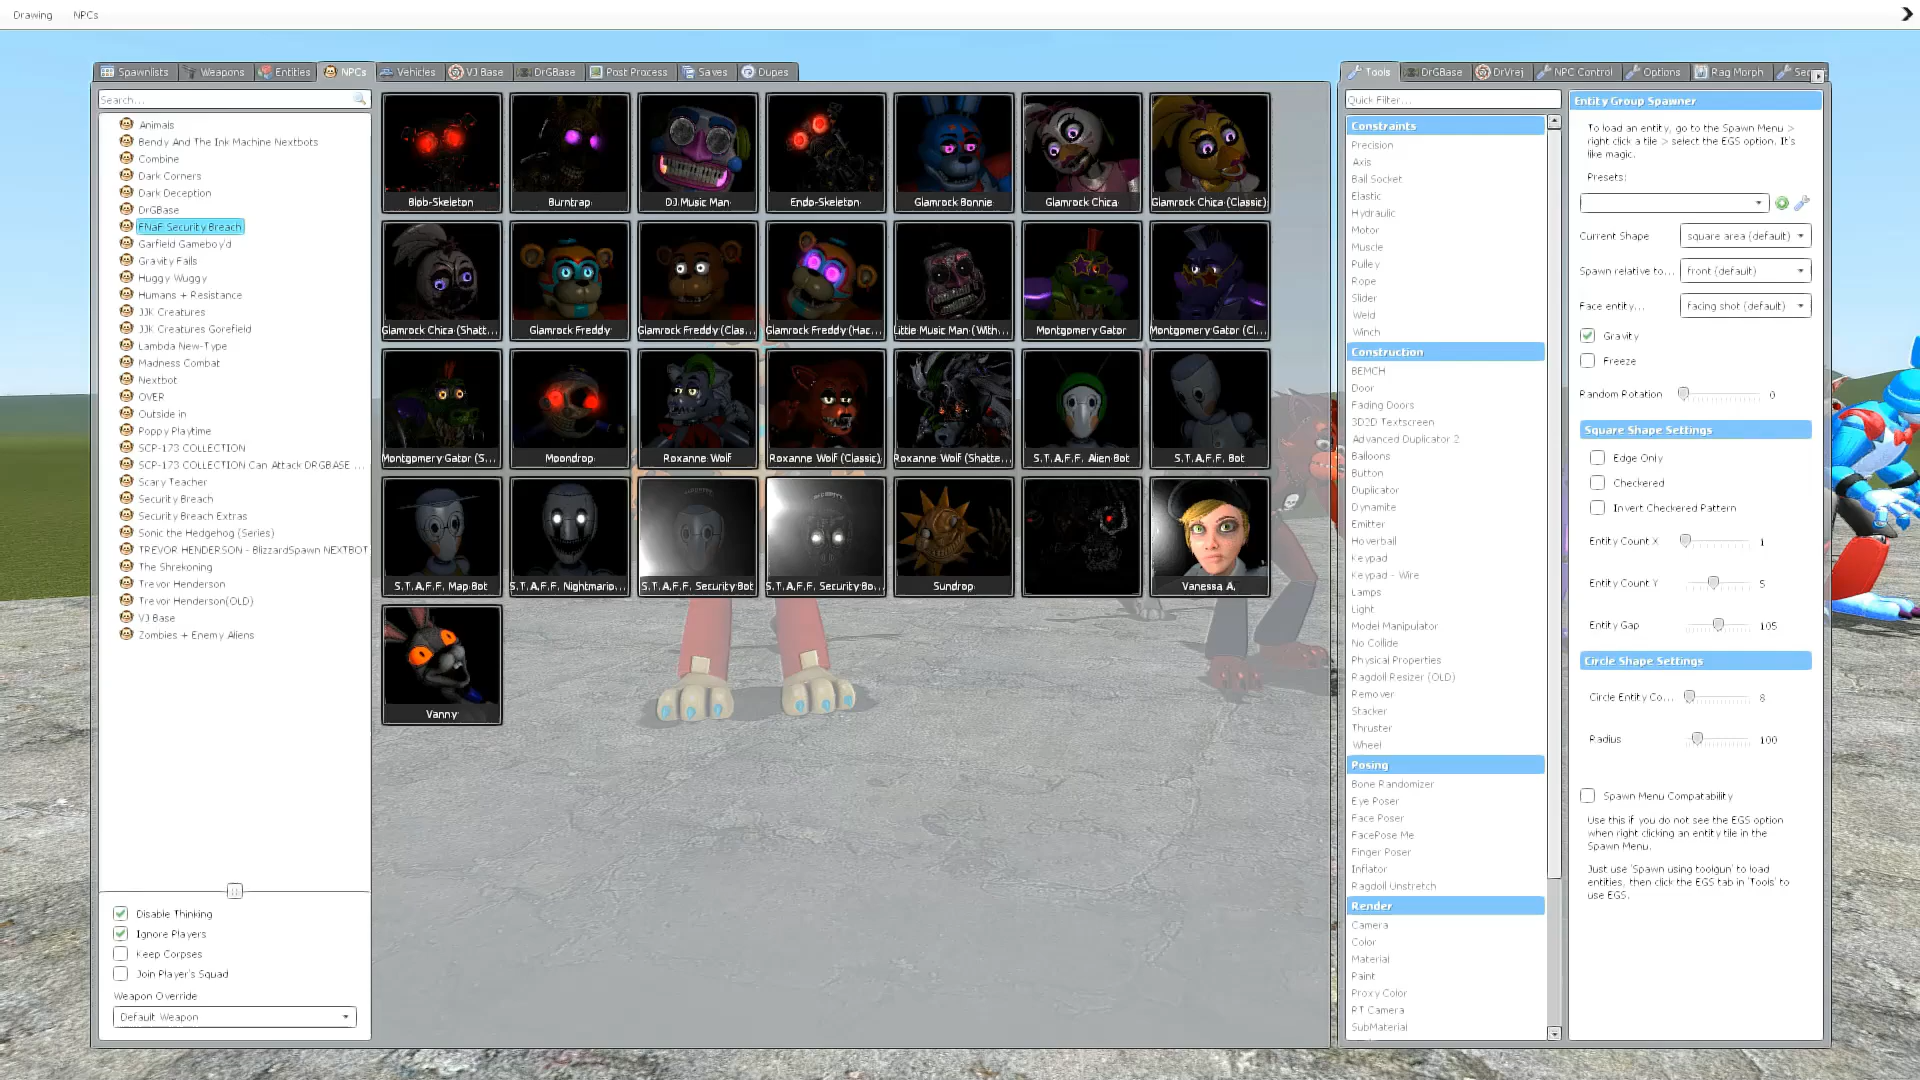 Drawing NPCs
Spawnlists Weapons Entities NPCs Vehicles VJ Base DrGBase Post Process Saves Dupes
Search...
Animals
Bendy And The Ink Machine Nextbots
Combine
Dark Corners
Dark Deception
DrGBase
FNaF Security Breach
Garfield Gameboy'd
Gravity Falls
Huggy Wuggy
Humans + Resistance
JJK Creatures
JJK Creatures Gorefield
Lambda New-Type
Madness Combat
Nextbot
OVER
Outside in
Poppy Playtime
SCP-173 COLLECTION
SCP-173 COLLECTION Can Attack DRGBASE ...
Scary Teacher
Security Breach
Security Breach Extras
Sonic the Hedgehog (Series)
TREVOR HENDERSON - BlizzardSpawn NEXTBOT
The Shrekoning
Trevor Henderson
Trevor Henderson(OLD)
VJ Base
Zombies + Enemy Aliens
Disable Thinking
Ignore Players
Keep Corpses
Join Player's Squad
Weapon Override
Default Weapon
Blob-Skeleton Burntrap DJ Music Man Endo-Skeleton Glamrock Bonnie Glamrock Chica Glamrock Chica (Classic)
Glamrock Chica (Shatt... Glamrock Freddy Glamrock Freddy (Clas... Glamrock Freddy (Hac... Little Music Man (With... Montgomery Gator Montgomery Gator (Cl...
Montgomery Gator (S... Moondrop Roxanne Wolf Roxanne Wolf (Classic) Roxanne Wolf (Shatte... S.T.A.F.F. Alien Bot S.T.A.F.F. Bot
S.T.A.F.F. Map Bot S.T.A.F.F. Nightmario... S.T.A.F.F. Security Bot S.T.A.F.F. Security Bo... Sundrop Vanessa A.
Vanny
Tools DrGBase DrVrej NPC Control Options Rag Morph
Quick Filter...
Constraints
Precision
Axis
Ball Socket
Elastic
Hydraulic
Motor
Muscle
Pulley
Rope
Slider
Weld
Winch
Construction
BEMCH
Door
Fading Doors
3D2D Textscreen
Advanced Duplicator 2
Balloons
Button
Duplicator
Dynamite
Emitter
Hoverball
Keypad
Keypad - Wire
Lamps
Light
Model Manipulator
No Collide
Physical Properties
Ragdoll Resizer (OLD)
Remover
Stacker
Thruster
Wheel
Posing
Bone Randomizer
Eye Poser
Face Poser
FacePose Me
Finger Poser
Inflator
Ragdoll Unstretch
Render
Camera
Color
Material
Paint
Proxy Color
RT Camera
SubMaterial
Entity Group Spawner
To load an entity, go to the Spawn Menu >
right click a tile > select the EGS option. It's
like magic.
Presets:
Current Shape square area (default)
Spawn relative to... front (default)
Face entity... facing shot (default)
Gravity
Freeze
Random Rotation 0
Square Shape Settings
Edge Only
Checkered
Invert Checkered Pattern
Entity Count X 1
Entity Count Y 5
Entity Gap 105
Circle Shape Settings
Circle Entity Co... 8
Radius 100
Spawn Menu Compatability
Use this if you do not see the EGS option
when right clicking an entity tile in the
Spawn Menu.
Just use 'Spawn using toolgun' to load
entities, then click the EGS tab in 'Tools' to
use EGS.